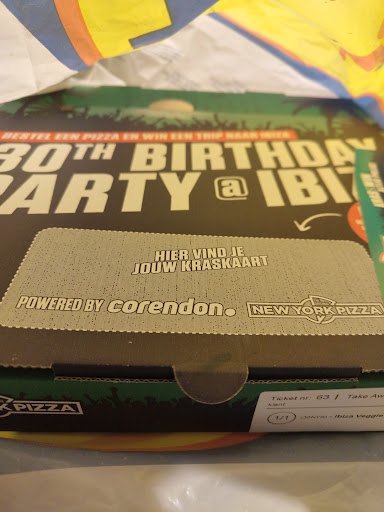 BESTEL EEN PIZZA EN WIN EEN TRIP NAAR IBIZA
30TH BIRTHDAY
PARTY @ IBIZ
HIER VIND JE
JOUW KRASKAART
POWERED BY corendon.
NEW YORK PIZZA
K PIZZA
Ticket nr. 63 | Take Aw
1/1
Ibiza Veggie